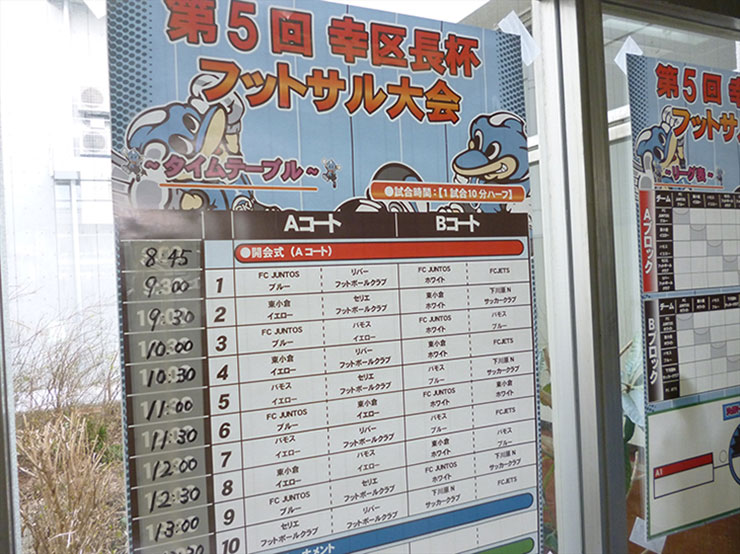 第5回 幸区長杯
フットサル大会
～タイムテーブル～
●試合時間：【1試合10分ハーフ】
Aコート Bコート
8:45 ●開会式（Aコート）
9:00 1 FC JUNTOS ブルー リバー フットボールクラブ FC JUNTOS ホワイト FCJETS
9:30 2 東小倉 イエロー セリエ フットボールクラブ 東小倉 ホワイト 下川原N サッカークラブ
10:00 3 FC JUNTOS ブルー パモス イエロー FC JUNTOS ホワイト パモス ブルー
10:30 4 東小倉 イエロー リバー フットボールクラブ 東小倉 ホワイト FCJETS
11:00 5 パモス イエロー セリエ フットボールクラブ パモス ブルー 下川原N サッカークラブ
11:30 6 FC JUNTOS ブルー 東小倉 イエロー FC JUNTOS ホワイト 東小倉 ホワイト
12:00 7 パモス イエロー リバー フットボールクラブ パモス ブルー FCJETS
12:30 8 東小倉 イエロー パモス イエロー 東小倉 ホワイト パモス ブルー
13:00 9 FC JUNTOS ブルー セリエ フットボールクラブ FC JUNTOS ホワイト 下川原N サッカークラブ
10 セリエ フットボールクラブ リバー フットボールクラブ 下川原N サッカークラブ FCJETS
第5回 幸
フットサル
Aブロック
チーム
Bブロック
チーム